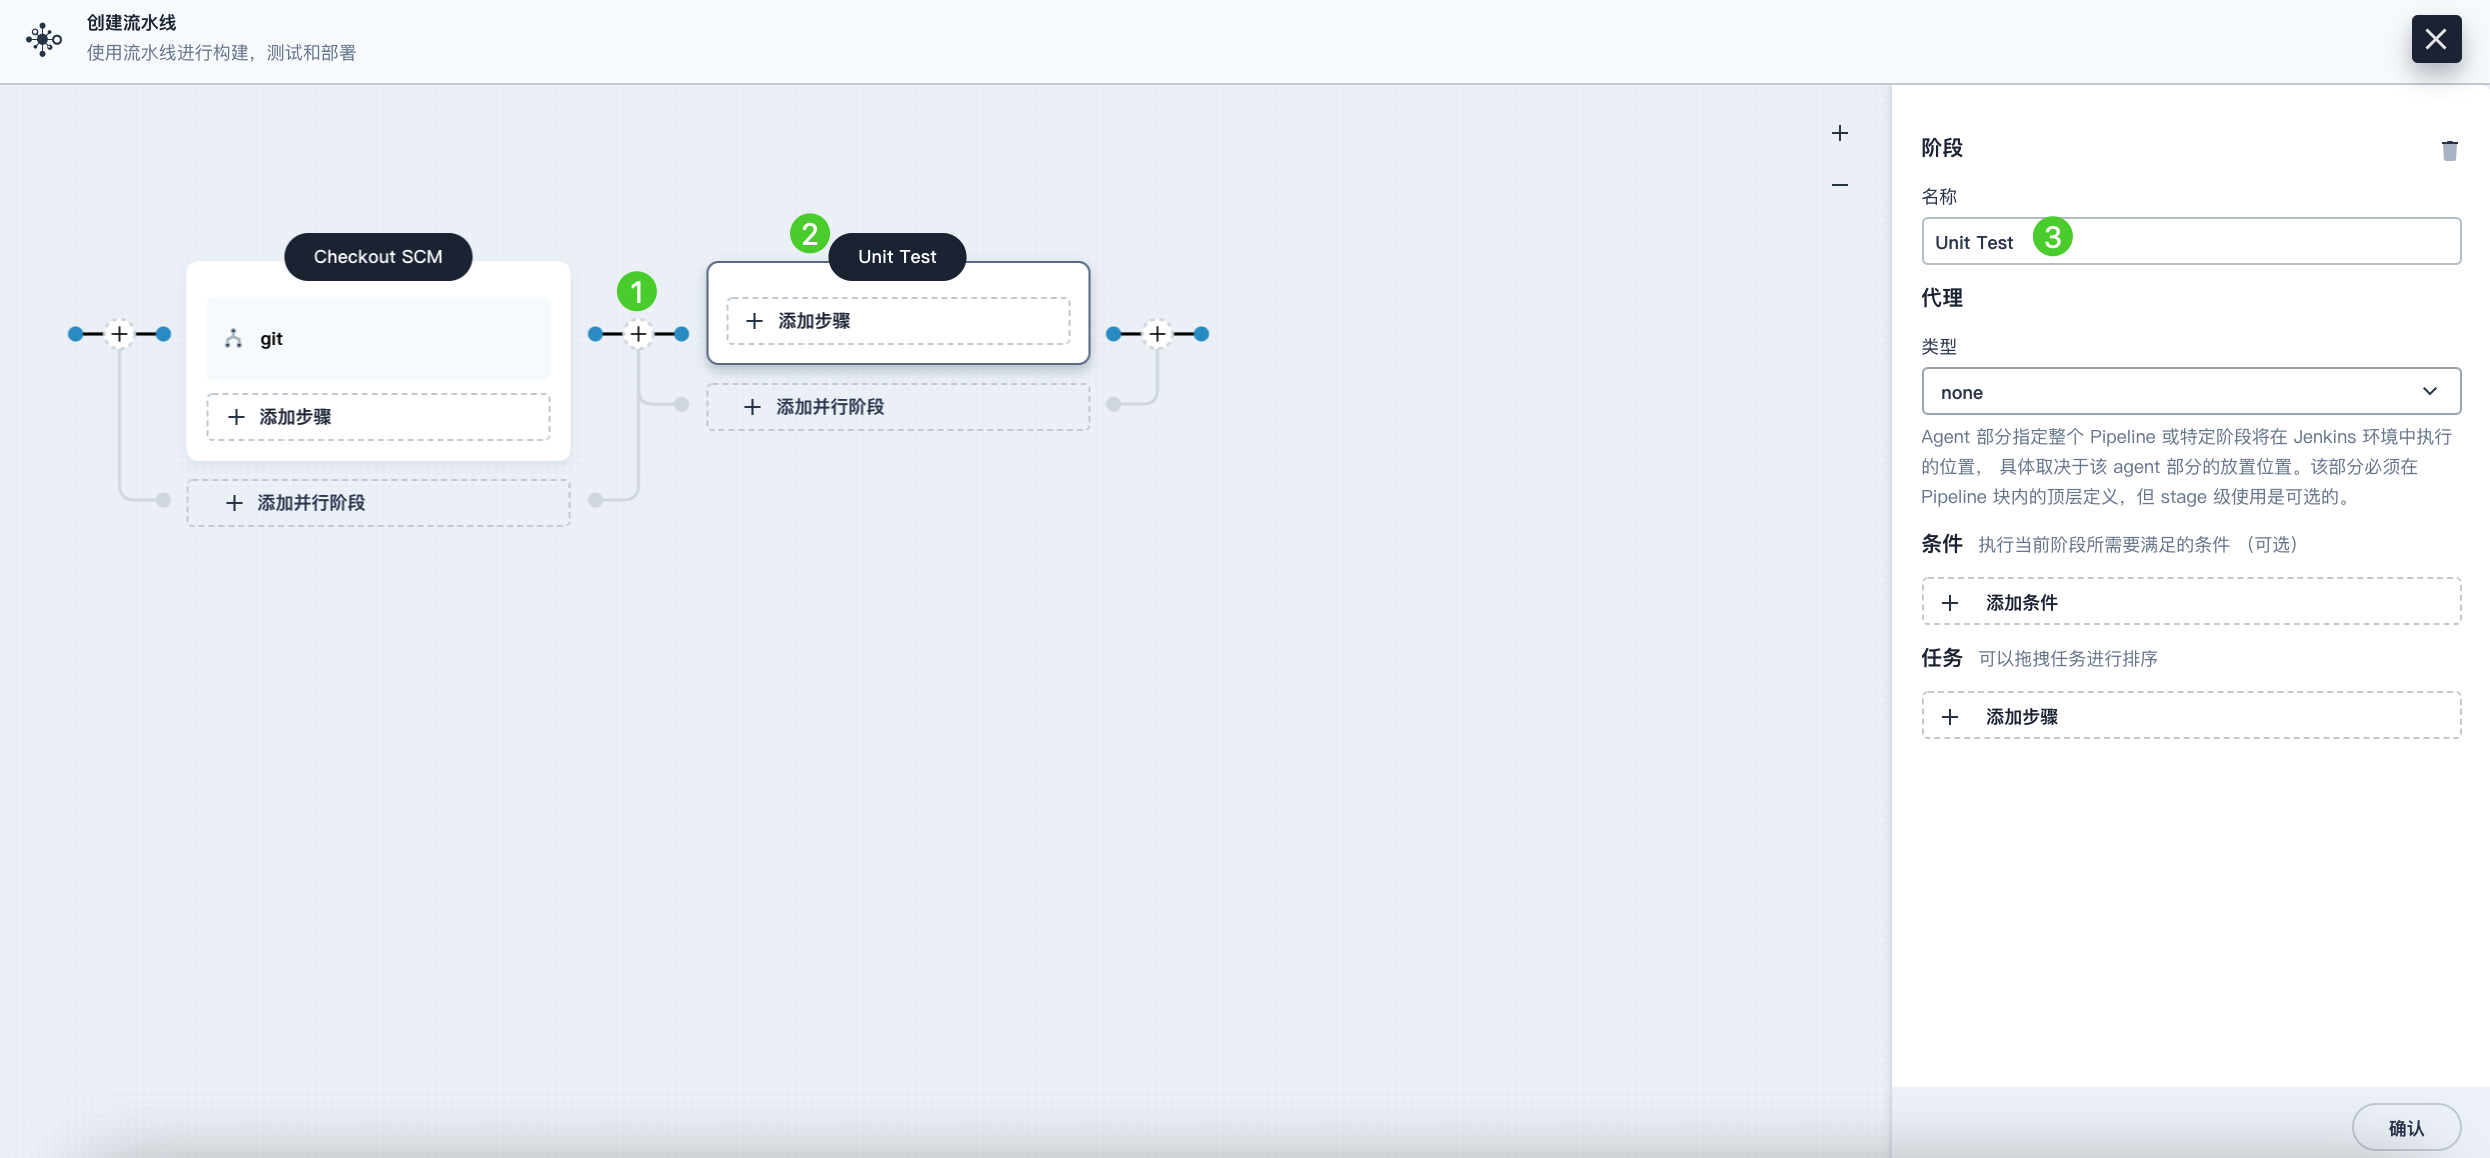 创建流水线
使用流水线进行构建，测试和部署
Checkout SCM
git
添加步骤
添加并行阶段
1
2
Unit Test
添加步骤
添加并行阶段
阶段
名称
Unit Test
3
代理
类型
none
Agent 部分指定整个 Pipeline 或特定阶段将在 Jenkins 环境中执行
的位置， 具体取决于该 agent 部分的放置位置。该部分必须在
Pipeline 块内的顶层定义，但 stage 级使用是可选的。
条件 执行当前阶段所需要满足的条件 （可选）
添加条件
任务 可以拖拽任务进行排序
添加步骤
确认